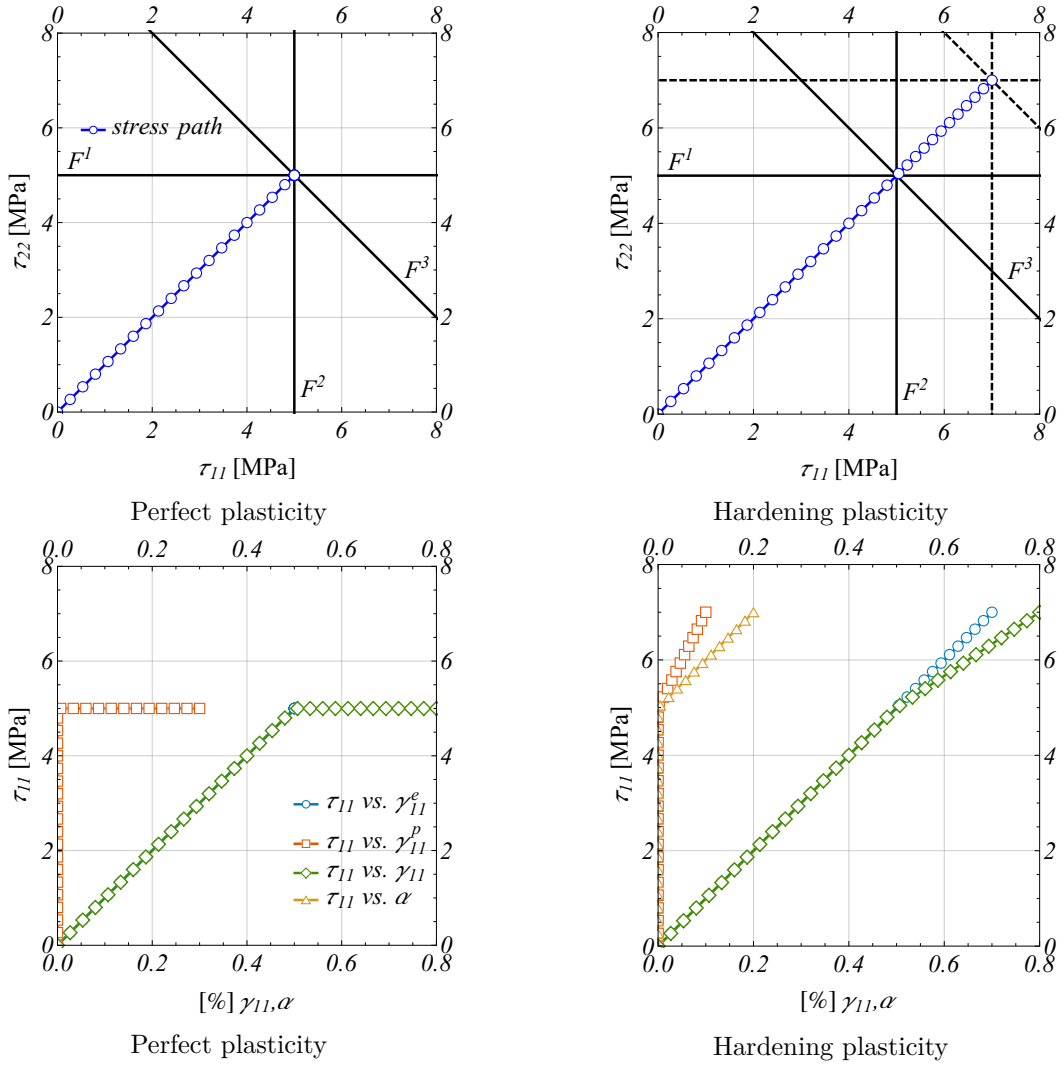 0 2 4 6 8
8
6
4
2
0
8
6
4
2
0
τ22 [MPa]
stress path
F1
F3
F2
0 2 4 6 8
τ11 [MPa]
Perfect plasticity
0 2 4 6 8
8
6
4
2
0
8
6
4
2
0
τ22 [MPa]
F1
F3
F2
0 2 4 6 8
τ11 [MPa]
Hardening plasticity
0.0 0.2 0.4 0.6 0.8
8
6
4
2
0
8
6
4
2
0
τ11 [MPa]
τ11 vs. γ11^e
τ11 vs. γ11^p
τ11 vs. γ11
τ11 vs. α
0.0 0.2 0.4 0.6 0.8
[%] γ11,α
Perfect plasticity
0.0 0.2 0.4 0.6 0.8
8
6
4
2
0
8
6
4
2
0
τ11 [MPa]
0.0 0.2 0.4 0.6 0.8
[%] γ11,α
Hardening plasticity